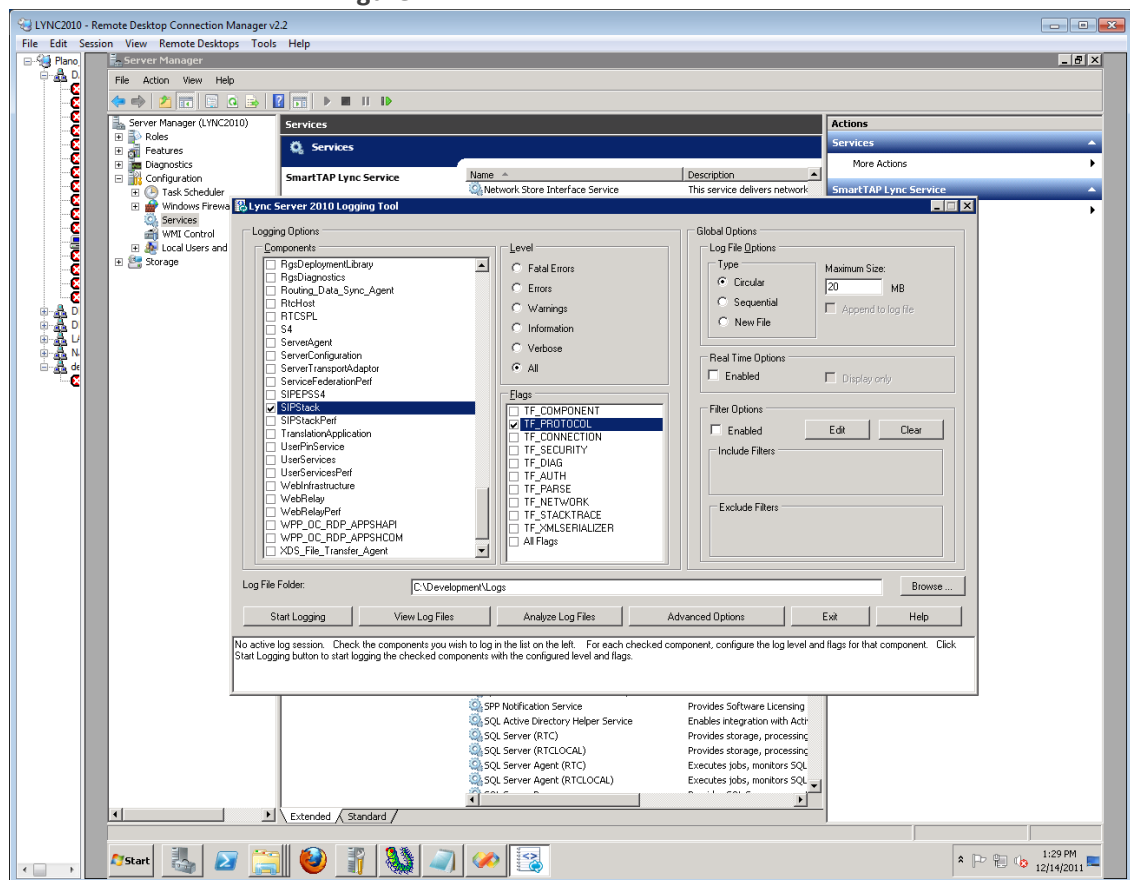 LYNC2010 - Remote Desktop Connection Manager v2.2
File Edit Session View Remote Desktops Tools Help
Plano
Server Manager
File Action View Help
Server Manager (LYNC2010)
Roles
Features
Diagnostics
Configuration
Task Scheduler
Windows Firewa
Services
WMI Control
Local Users and
Storage
Services
Services
SmartTAP Lync Service
Name
Description
Network Store Interface Service
This service delivers network
Actions
Services
More Actions
SmartTAP Lync Service
Lync Server 2010 Logging Tool
Logging Options
Components
RgsDeploymentLibrary
RgsDiagnostics
Routing_Data_Sync_Agent
RtcHost
RTCSPL
S4
ServerAgent
ServerConfiguration
ServerTransportAdaptor
ServiceFederationPerf
SIPEPSS4
SIPStack
SIPStackPerf
TranslationApplication
UserPinService
UserServices
UserServicesPerf
WebInfrastructure
WebRelay
WebRelayPerf
WPP_OC_RDP_APPSHAPI
WPP_OC_RDP_APPSHCOM
XDS_File_Transfer_Agent
Level
Fatal Errors
Errors
Warnings
Information
Verbose
All
Flags
TF_COMPONENT
TF_PROTOCOL
TF_CONNECTION
TF_SECURITY
TF_DIAG
TF_AUTH
TF_PARSE
TF_NETWORK
TF_STACKTRACE
TF_XMLSERIALIZER
All Flags
Global Options
Log File Options
Type
Circular
Sequential
New File
Maximum Size:
20 MB
Append to log file
Real Time Options
Enabled
Display only
Filter Options
Enabled
Edit
Clear
Include Filters
Exclude Filters
Log File Folder:
C:\Development\Logs
Browse ...
Start Logging
View Log Files
Analyze Log Files
Advanced Options
Exit
Help
No active log session. Check the components you wish to log in the list on the left. For each checked component, configure the log level and flags for that component. Click
Start Logging button to start logging the checked components with the configured level and flags.
SPP Notification Service
Provides Software Licensing
SQL Active Directory Helper Service
Enables integration with Acti
SQL Server (RTC)
Provides storage, processing
SQL Server (RTCLOCAL)
Provides storage, processing
SQL Server Agent (RTC)
Executes jobs, monitors SQL
SQL Server Agent (RTCLOCAL)
Executes jobs, monitors SQL
Extended
Standard
Start
1:29 PM
12/14/2011